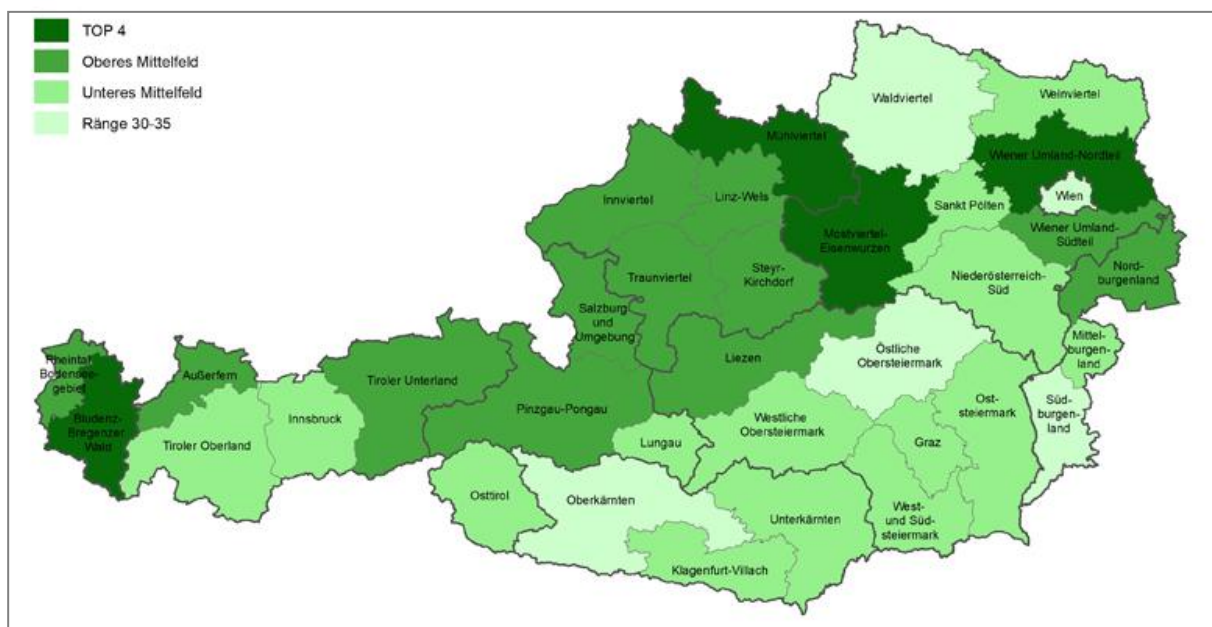 TOP 4
Oberes Mittelfeld
Unteres Mittelfeld
Ränge 30-35
Waldviertel
Weinviertel
Mühlviertel
Wiener Umland-Nordteil
Wien
Innviertel
Linz-Wels
Sankt Pölten
Mostviertel-
Eisenwurzen
Wiener Umland-
Südteil
Nord-
burgenland
Traunviertel
Steyr-
Kirchdorf
Niederösterreich-
Süd
Salzburg
und
Umgebung
Mittel-
burgen-
land
Östliche
Obersteiermark
Liezen
Rheintal-
Bodensee-
gebiet
Außerfern
Tiroler Unterland
Pinzgau-Pongau
Süd-
burgen-
land
Ost-
steiermark
Bludenz-
Bregenzer
Wald
Innsbruck
Tiroler Oberland
Lungau
Westliche
Obersteiermark
Graz
Osttirol
Oberkärnten
Unterkärnten
West-
und Süd-
steiermark
Klagenfurt-Villach